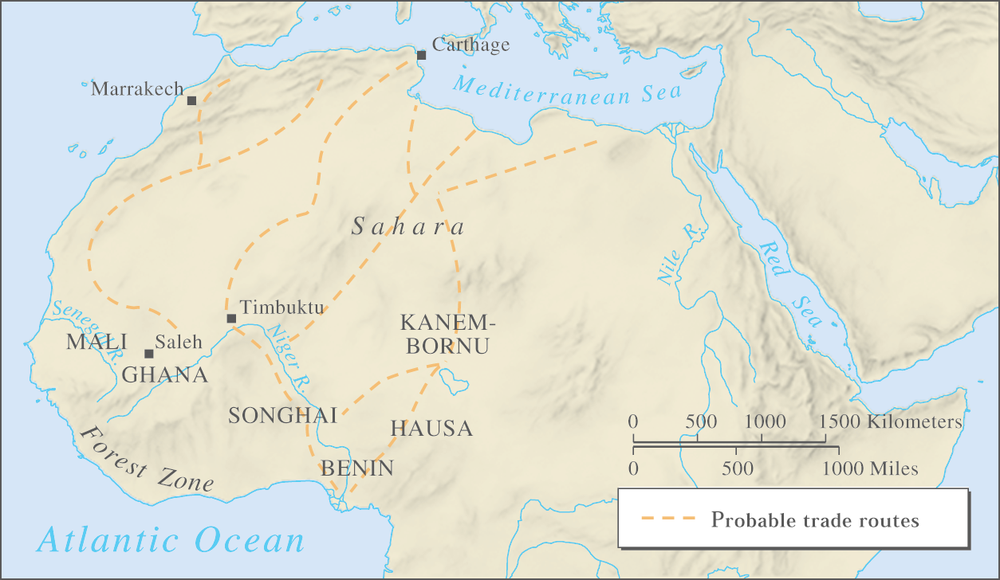 Carthage
Marrakech
Mediterranean Sea
Sahara
Nile R.
Red
Sea
Timbuktu
Senegal R.
Niger R.
KANEM-
BORNU
MALI
Saleh
GHANA
SONGHAI
HAUSA
BENIN
Forest Zone
0 500 1000 1500 Kilometers
0 500 1000 Miles
Probable trade routes
Atlantic Ocean